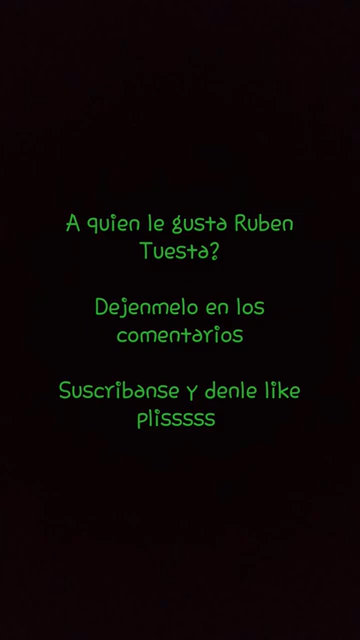 A quien le gusta Ruben
Tuesta?
Dejenmelo en los
comentarios
Suscribanse y denle like
plisssss